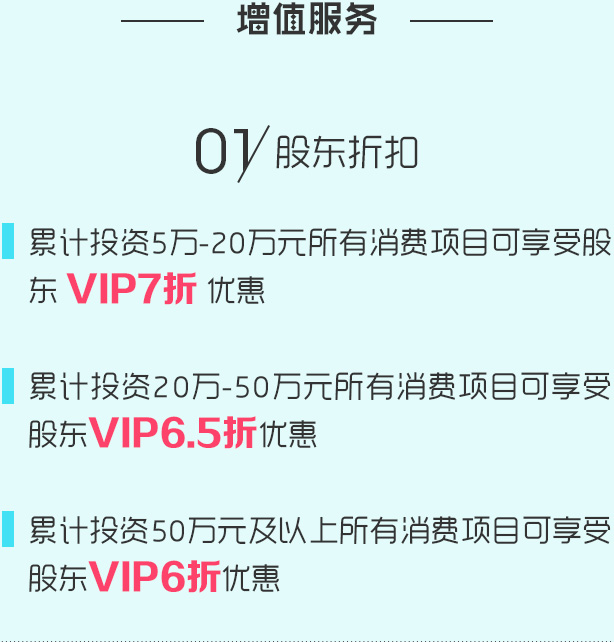 增值服务
01/股东折扣
累计投资5万-20万元所有消费项目可享受股
东 VIP7折 优惠
累计投资20万-50万元所有消费项目可享受
股东VIP6.5折优惠
累计投资50万元及以上所有消费项目可享受
股东VIP6折优惠